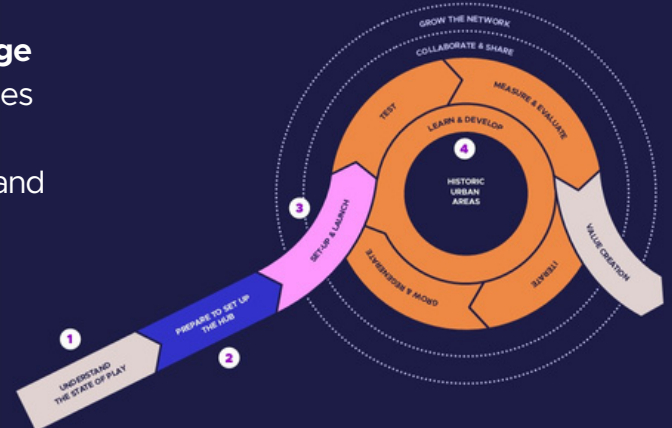 ge
es
and
GROW THE NETWORK
COLLABORATE & SHARE
TEST
MEASURE & EVALUATE
LEARN & DEVELOP
4
HISTORIC
URBAN
AREAS
3
SET-UP & LAUNCH
VALUE CREATION
GROW & REGENERATE
ITERATE
PREPARE TO SET UP
THE HUB
1
2
UNDERSTAND
THE STATE OF PLAY